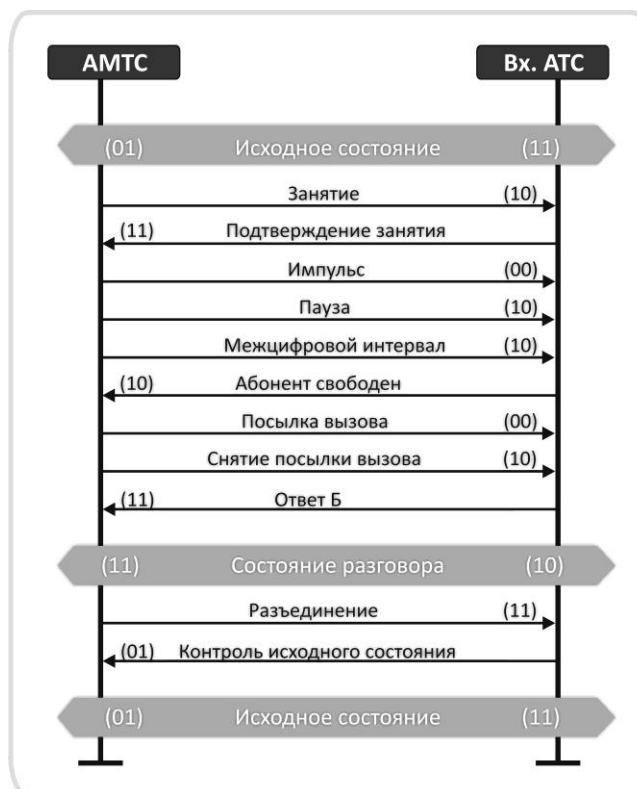 АМТС Вх. АТС
(01) Исходное состояние (11)
Занятие (10)
(11) Подтверждение занятия
Импульс (00)
Пауза (10)
Межцифровой интервал (10)
(10) Абонент свободен
Посылка вызова (00)
Снятие посылки вызова (10)
(11) Ответ Б
(11) Состояние разговора (10)
Разъединение (11)
(01) Контроль исходного состояния
(01) Исходное состояние (11)